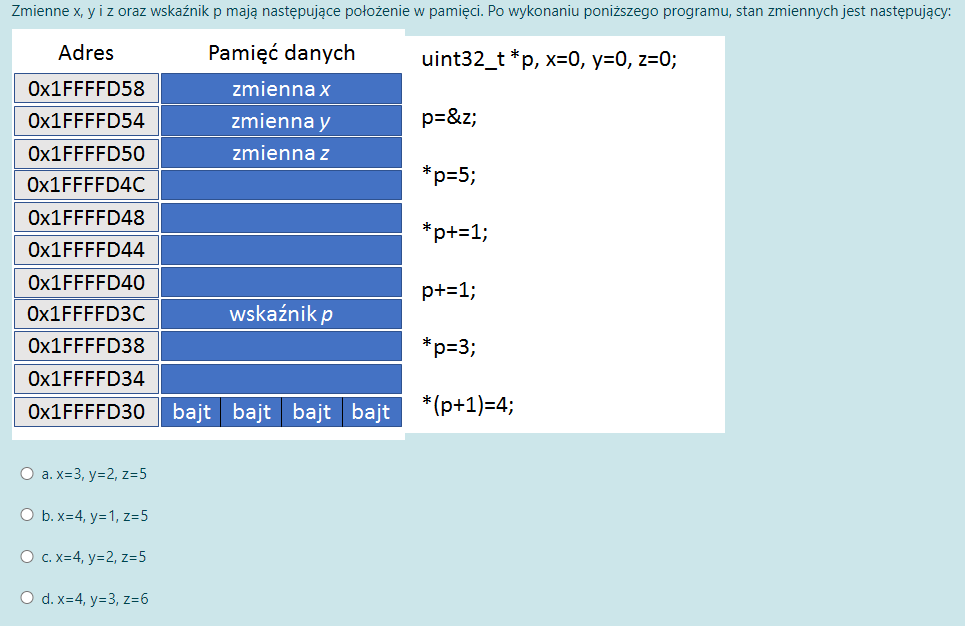 Zmienne x, y i z oraz wskaźnik p mają następujące położenie w pamięci. Po wykonaniu poniższego programu, stan zmiennych jest następujący:
Adres Pamięć danych
0x1FFFFD58 zmienna x
0x1FFFFD54 zmienna y
0x1FFFFD50 zmienna z
0x1FFFFD4C
0x1FFFFD48
0x1FFFFD44
0x1FFFFD40
0x1FFFFD3C wskaźnik p
0x1FFFFD38
0x1FFFFD34
0x1FFFFD30 bajt bajt bajt bajt
uint32_t *p, x=0, y=0, z=0;
p=&z;
*p=5;
*p+=1;
p+=1;
*p=3;
*(p+1)=4;
a. x=3, y=2, z=5
b. x=4, y=1, z=5
c. x=4, y=2, z=5
d. x=4, y=3, z=6